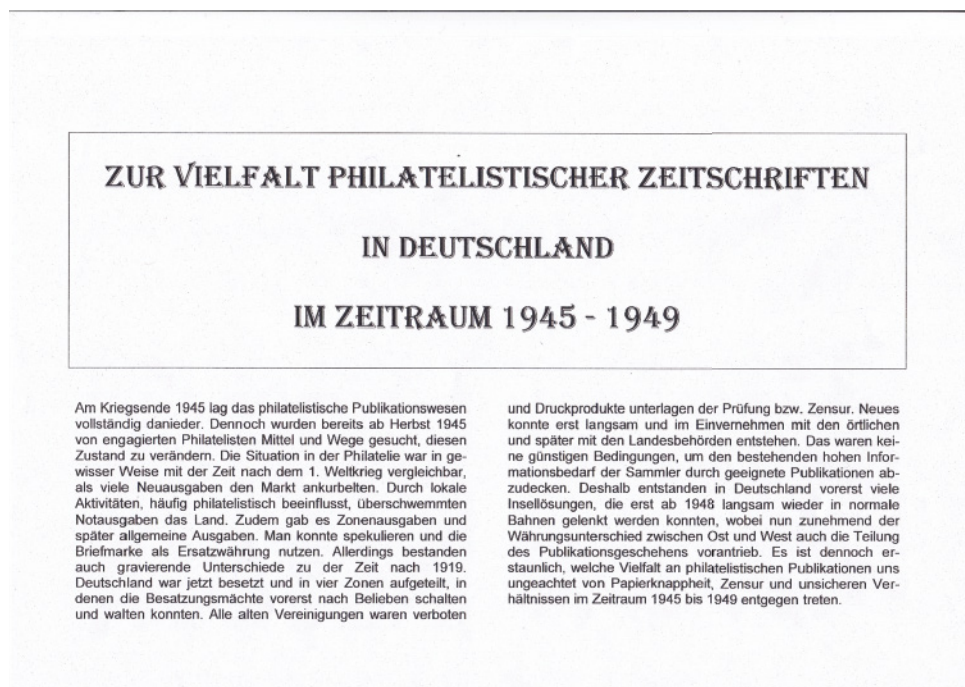 ZUR VIELFALT PHILATELISTISCHER ZEITSCHRIFTEN
IN DEUTSCHLAND
IM ZEITRAUM 1945 - 1949
Am Kriegsende 1945 lag das philatelistische Publikationswesen
vollständig danieder. Dennoch wurden bereits ab Herbst 1945
von engagierten Philatelisten Mittel und Wege gesucht, diesen
Zustand zu verändern. Die Situation in der Philatelie war in ge-
wisser Weise mit der Zeit nach dem 1. Weltkrieg vergleichbar,
als viele Neuausgaben den Markt ankurbelten. Durch lokale
Aktivitäten, häufig philatelistisch beeinflusst, überschwemmten
Notausgaben das Land. Zudem gab es Zonenausgaben und
später allgemeine Ausgaben. Man konnte spekulieren und die
Briefmarke als Ersatzwährung nutzen. Allerdings bestanden
auch gravierende Unterschiede zu der Zeit nach 1919.
Deutschland war jetzt besetzt und in vier Zonen aufgeteilt, in
denen die Besatzungsmächte vorerst nach Belieben schalten
und walten konnten. Alle alten Vereinigungen waren verboten
und Druckprodukte unterlagen der Prüfung bzw. Zensur. Neues
konnte erst langsam und im Einvernehmen mit den örtlichen
und später mit den Landesbehörden entstehen. Das waren kei-
ne günstigen Bedingungen, um den bestehenden hohen Infor-
mationsbedarf der Sammler durch geeignete Publikationen ab-
zudecken. Deshalb entstanden in Deutschland vorerst viele
Insellösungen, die erst ab 1948 langsam wieder in normale
Bahnen gelenkt werden konnten, wobei nun zunehmend der
Währungsunterschied zwischen Ost und West auch die Teilung
des Publikationsgeschehens vorantrieb. Es ist dennoch er-
staunlich, welche Vielfalt an philatelistischen Publikationen uns
ungeachtet von Papierknappheit, Zensur und unsicheren Ver-
hältnissen im Zeitraum 1945 bis 1949 entgegen treten.